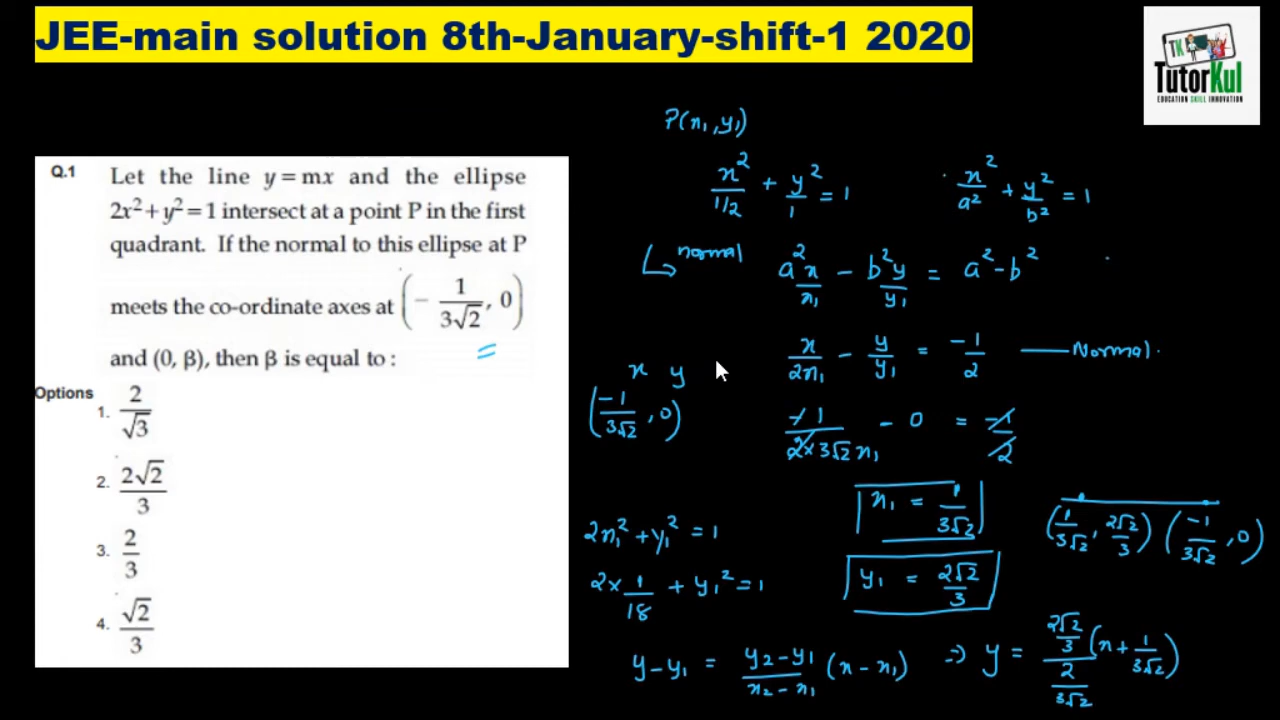 JEE-main solution 8th-January-shift-1 2020
TK
TutorKul
EDUCATION SKILL INNOVATION
Q.1 Let the line y = mx and the ellipse
2x² + y² = 1 intersect at a point P in the first
quadrant. If the normal to this ellipse at P
meets the co-ordinate axes at (- 1/(3√2), 0)
and (0, β), then β is equal to :
Options
1. 2/√3
2. 2√2/3
3. 2/3
4. √2/3
P(x₁, y₁)
x²/(1/2) + y²/1 = 1
x²/a² + y²/b² = 1
normal a²x/x₁ - b²y/y₁ = a² - b²
x/2x₁ - y/y₁ = -1/2 — Normal.
x y
(-1/3√2, 0)
-1/(2×3√2 x₁) - 0 = -1/2
x₁ = 1/3√2
2x₁² + y₁² = 1
2 × 1/18 + y₁² = 1
y₁ = 2√2/3
(1/3√2, 2√2/3) (-1/3√2, 0)
y - y₁ = (y₂ - y₁)/(x₂ - x₁) (x - x₁) ⇒ y = (2√2/3)/(2/3√2) (x + 1/3√2)